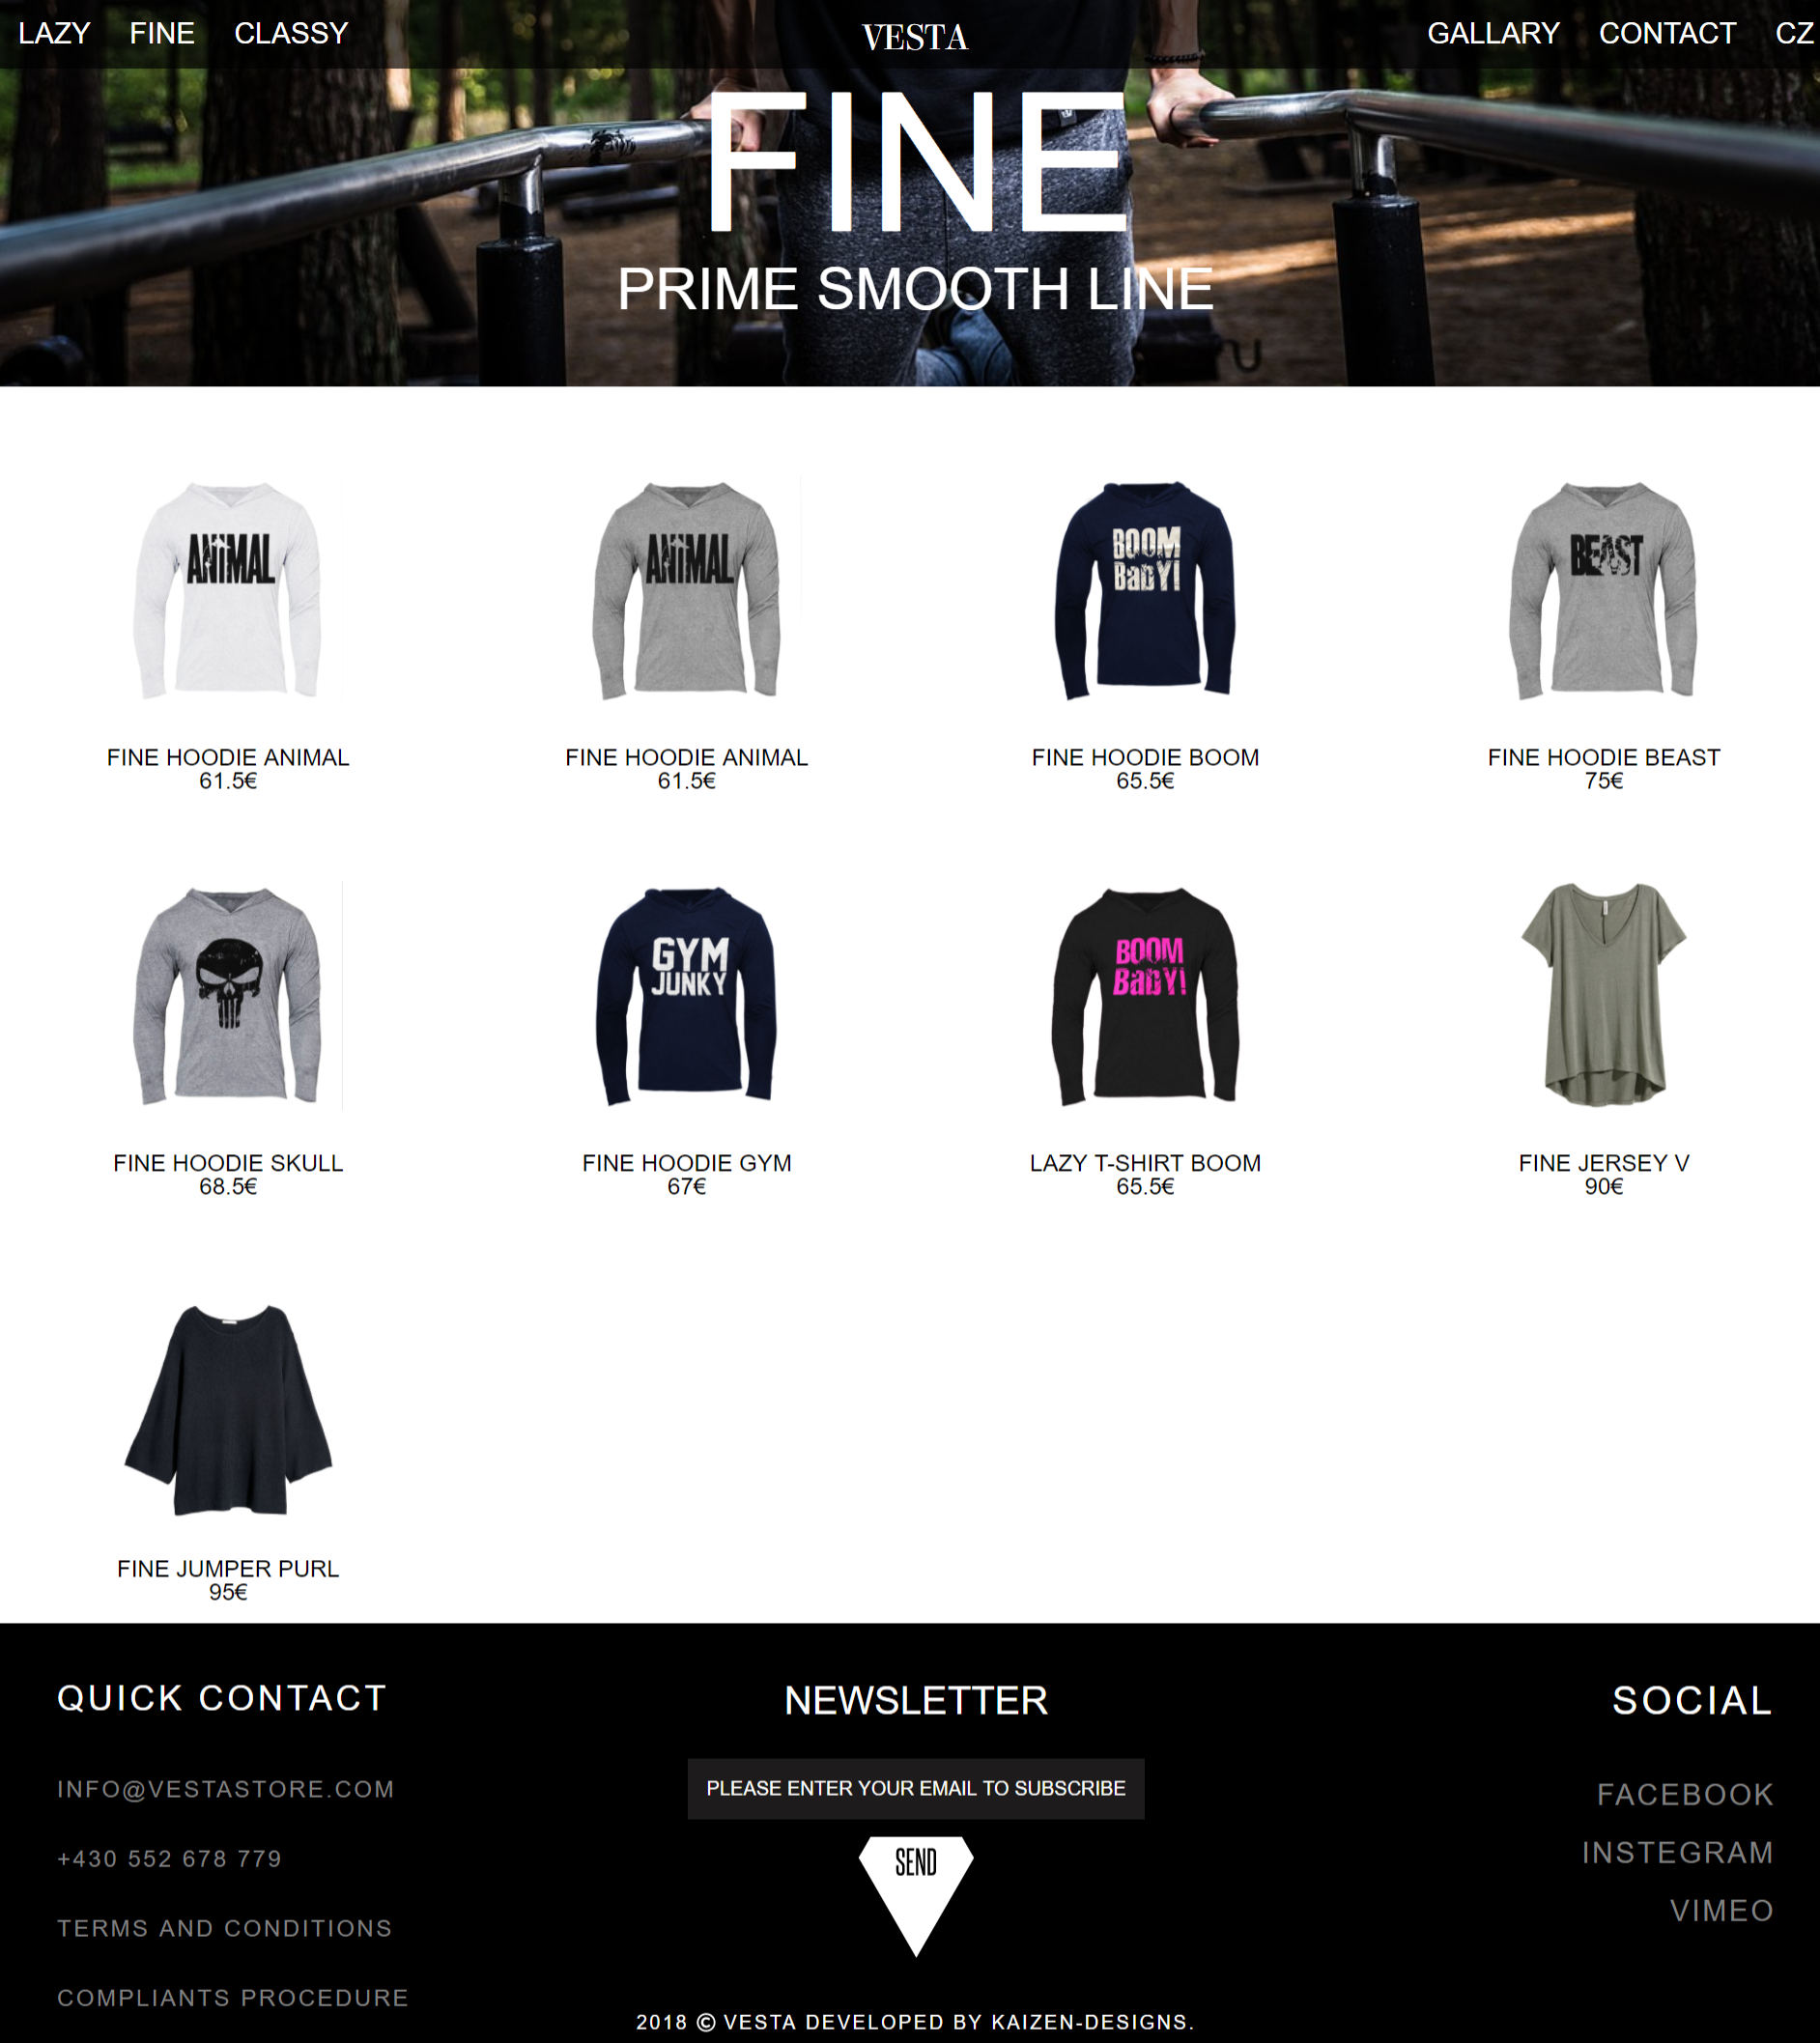 LAZY FINE CLASSY VESTA GALLARY CONTACT CZ
FINE
PRIME SMOOTH LINE
ANIMAL
ANIMAL
BOOM
BabY!
BEAST
FINE HOODIE ANIMAL
61.5€
FINE HOODIE ANIMAL
61.5€
FINE HOODIE BOOM
65.5€
FINE HOODIE BEAST
75€
GYM
JUNKY
BOOM
BabY!
FINE HOODIE SKULL
68.5€
FINE HOODIE GYM
67€
LAZY T-SHIRT BOOM
65.5€
FINE JERSEY V
90€
FINE JUMPER PURL
95€
QUICK CONTACT
INFO@VESTASTORE.COM
+430 552 678 779
TERMS AND CONDITIONS
COMPLIANTS PROCEDURE
NEWSLETTER
PLEASE ENTER YOUR EMAIL TO SUBSCRIBE
SEND
SOCIAL
FACEBOOK
INSTEGRAM
VIMEO
2018 © VESTA DEVELOPED BY KAIZEN-DESIGNS.